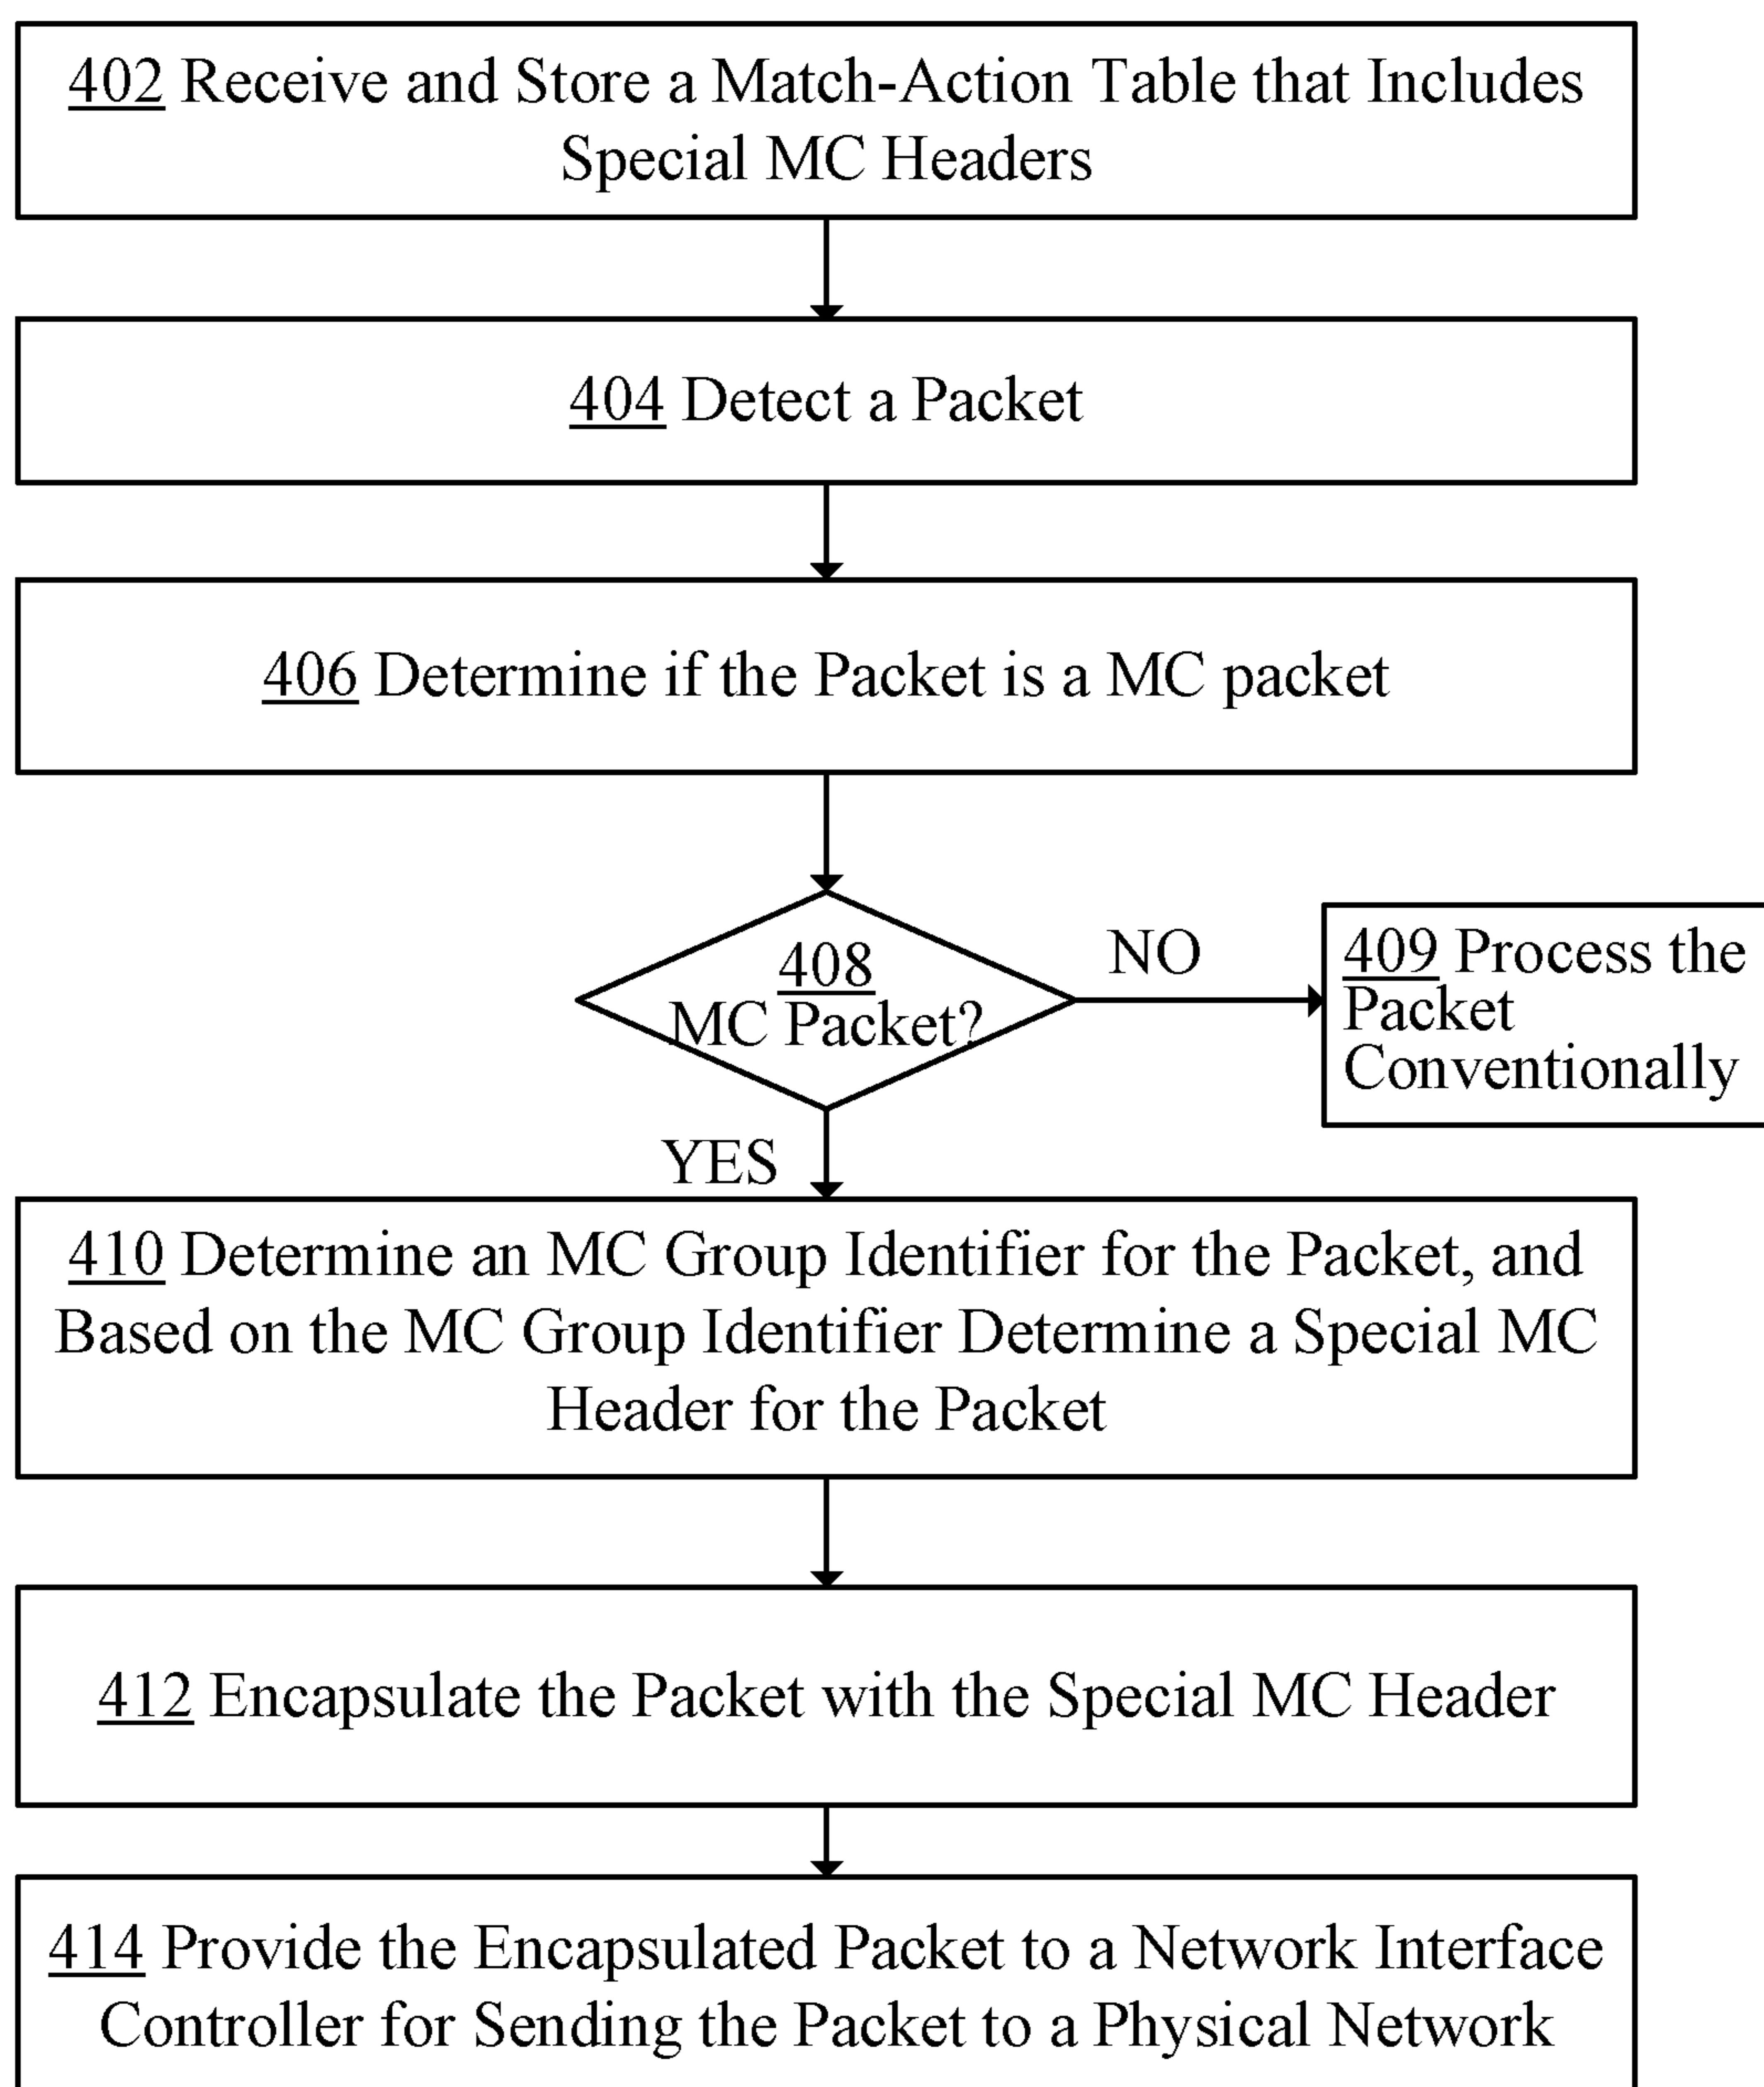 402 Receive and Store a Match-Action Table that Includes
Special MC Headers
404 Detect a Packet
406 Determine if the Packet is a MC packet
408
MC Packet?
NO
409 Process the
Packet
Conventionally
YES
410 Determine an MC Group Identifier for the Packet, and
Based on the MC Group Identifier Determine a Special MC
Header for the Packet
412 Encapsulate the Packet with the Special MC Header
414 Provide the Encapsulated Packet to a Network Interface
Controller for Sending the Packet to a Physical Network